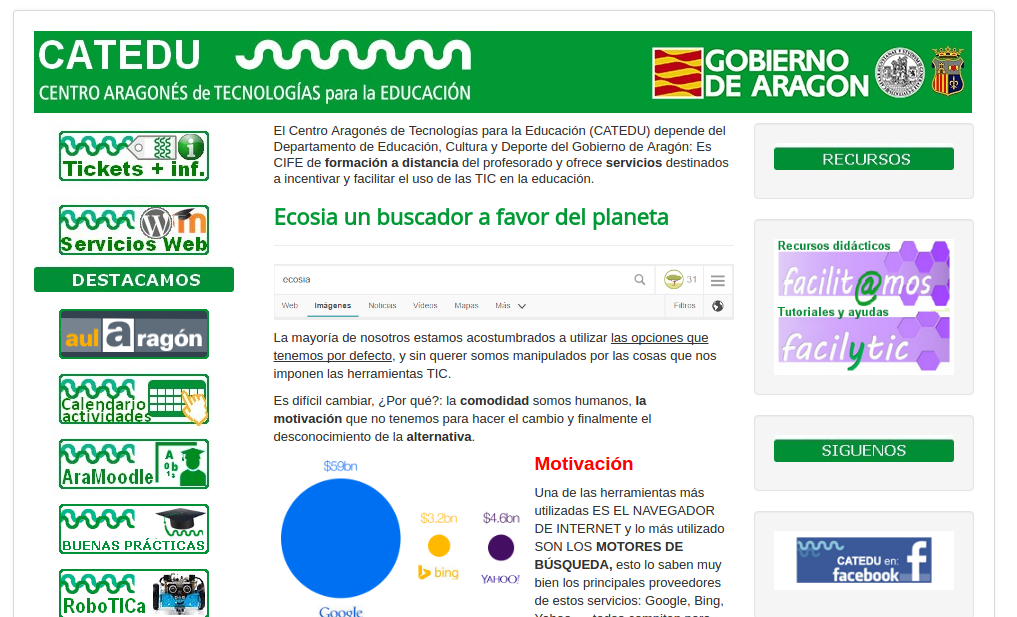 CATEDU
CENTRO ARAGONÉS de TECNOLOGÍAS para la EDUCACIÓN
GOBIERNO
DE ARAGON
Tickets + inf.
Servicios Web
DESTACAMOS
aul a ragón
Calendario
actividades
AraMoodle
A
b
BUENAS PRÁCTICAS
RoboTICa
El Centro Aragonés de Tecnologías para la Educación (CATEDU) depende del
Departamento de Educación, Cultura y Deporte del Gobierno de Aragón: Es
CIFE de formación a distancia del profesorado y ofrece servicios destinados
a incentivar y facilitar el uso de las TIC en la educación.
Ecosia un buscador a favor del planeta
ecosia
31
Web Imágenes Noticias Vídeos Mapas Más Filtros
La mayoría de nosotros estamos acostumbrados a utilizar las opciones que
tenemos por defecto, y sin querer somos manipulados por las cosas que nos
imponen las herramientas TIC.
Es difícil cambiar, ¿Por qué?: la comodidad somos humanos, la
motivación que no tenemos para hacer el cambio y finalmente el
desconocimiento de la alternativa.
$59bn
$3.2bn
$4.6bn
bing
YAHOO!
Google
Motivación
Una de las herramientas más
utilizadas ES EL NAVEGADOR
DE INTERNET y lo más utilizado
SON LOS MOTORES DE
BÚSQUEDA, esto lo saben muy
bien los principales proveedores
de estos servicios: Google, Bing,
RECURSOS
Recursos didácticos
facilit@mos
Tutoriales y ayudas
facilytic
SIGUENOS
CATEDU en:
facebook
f